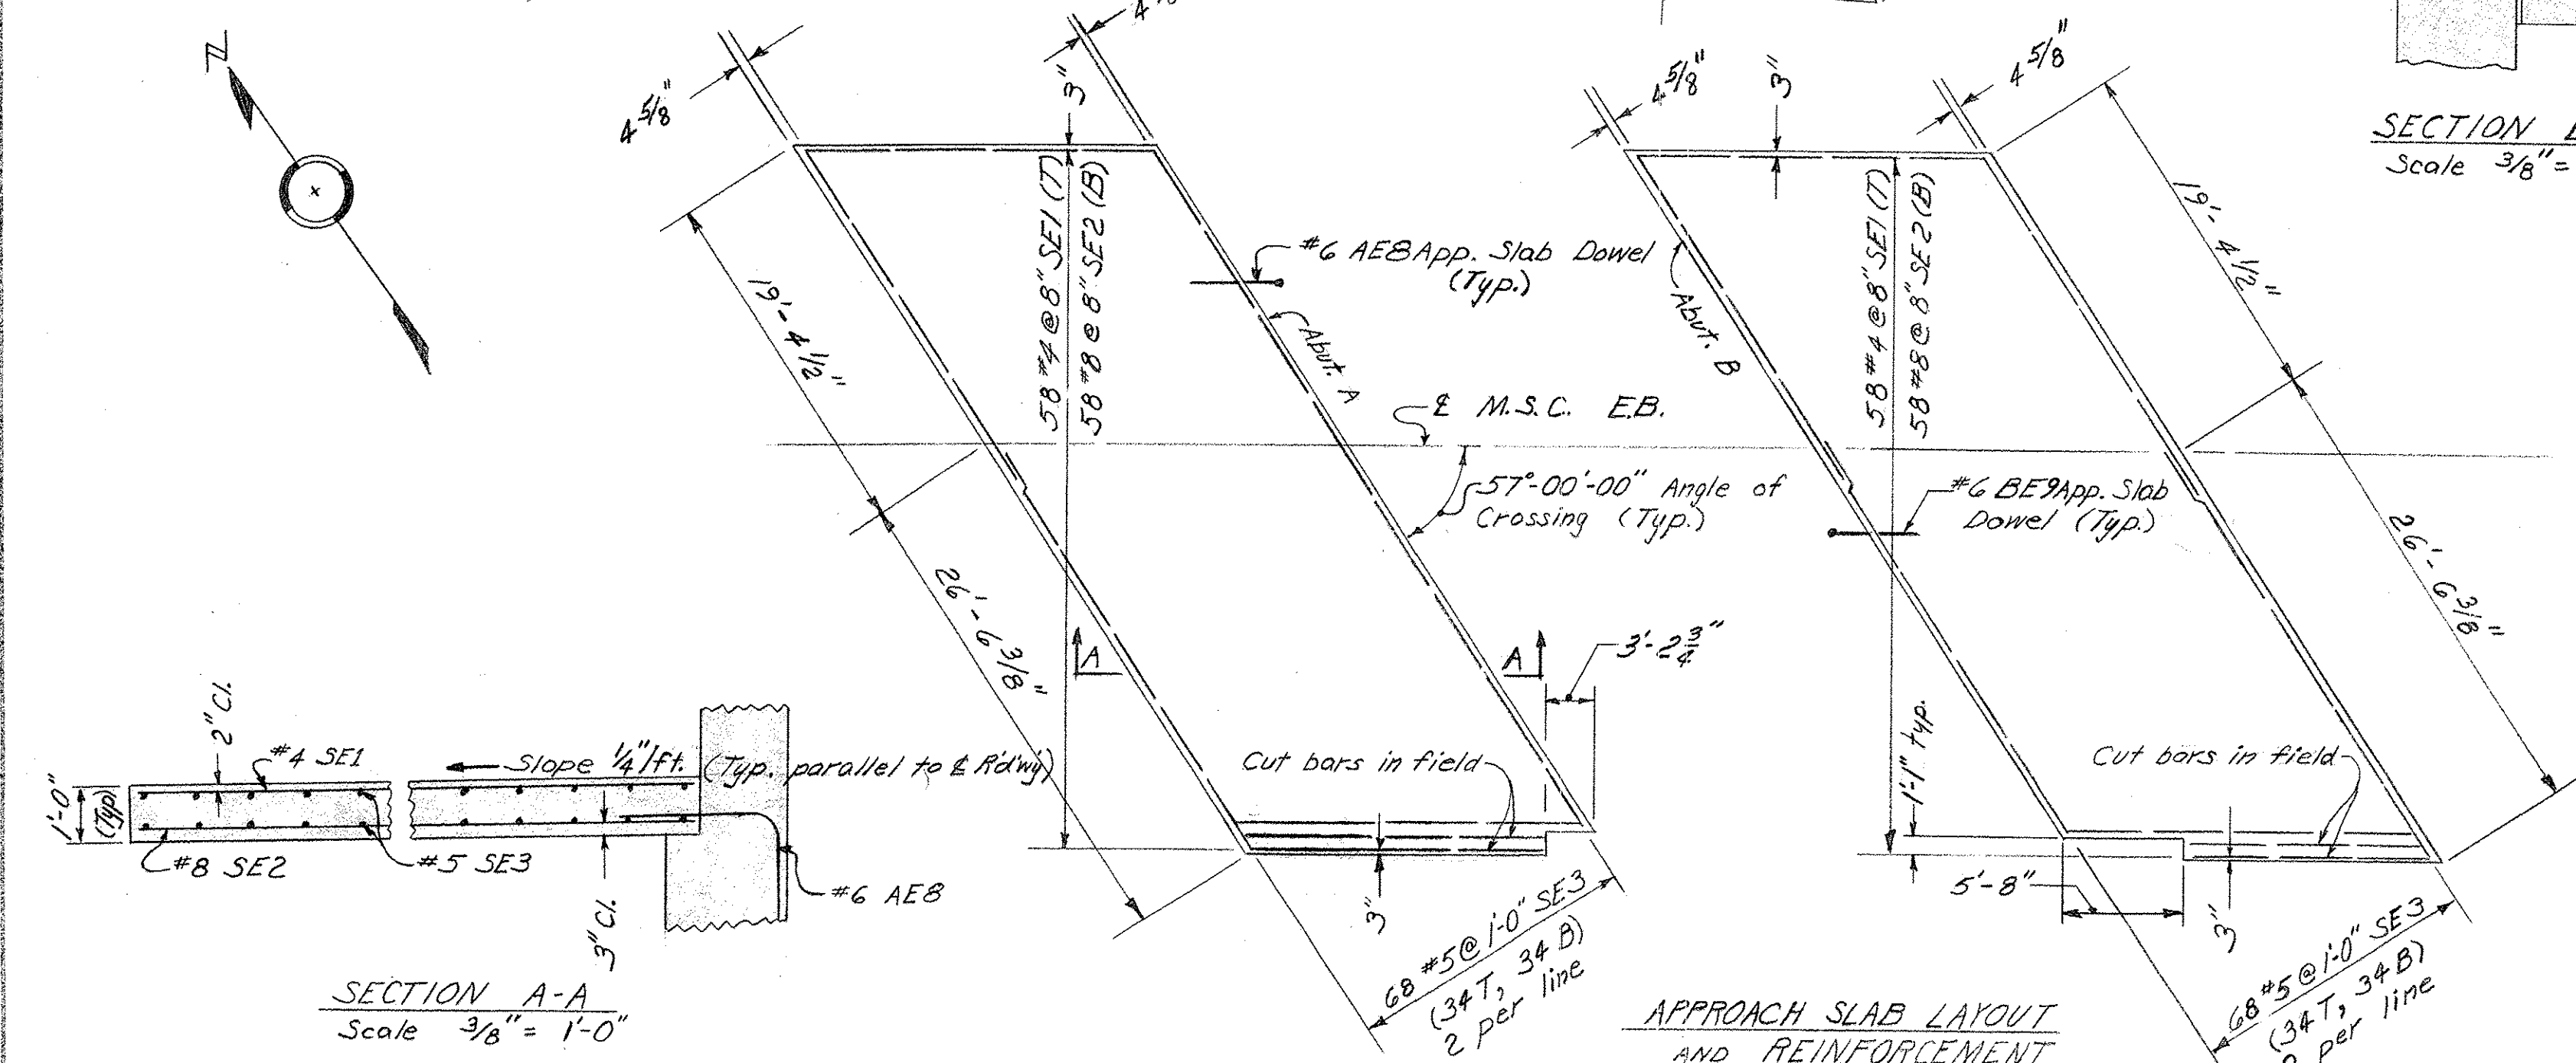 N
4 5/8"
3"
4 5/8"
3"
4 5/8"
SECTION
Scale 3/8" =
58 #4 @ 8" SE1 (T)
58 #8 @ 8" SE2 (B)
#6 AE8 App. Slab Dowel
(Typ.)
Abut. A
19'-4 1/2"
26'-6 3/8"
℄ M.S.C. E.B.
57°-00'-00" Angle of
Crossing (Typ.)
Abut. B
58 #4 @ 8" SE1 (T)
58 #8 @ 8" SE2 (B)
#6 BE9 App. Slab
Dowel (Typ.)
19'-4 1/2"
26'-6 3/8"
A
A
3'-2 3/4"
Cut bars in field
3"
68 #5 @ 1'-0" SE3
(34 T, 34 B)
2 per line
1'-1" typ.
Cut bars in field
5'-8"
3"
68 #5 @ 1'-0" SE3
(34 T, 34 B)
2 per line
2" Cl.
#4 SE1
Slope 1/4"/ft. (Typ. parallel to ℄ Rd'wy)
1'-0"
(Typ)
#8 SE2
#5 SE3
3" Cl.
#6 AE8
SECTION A-A
Scale 3/8" = 1'-0"
APPROACH SLAB LAYOUT
AND REINFORCEMENT